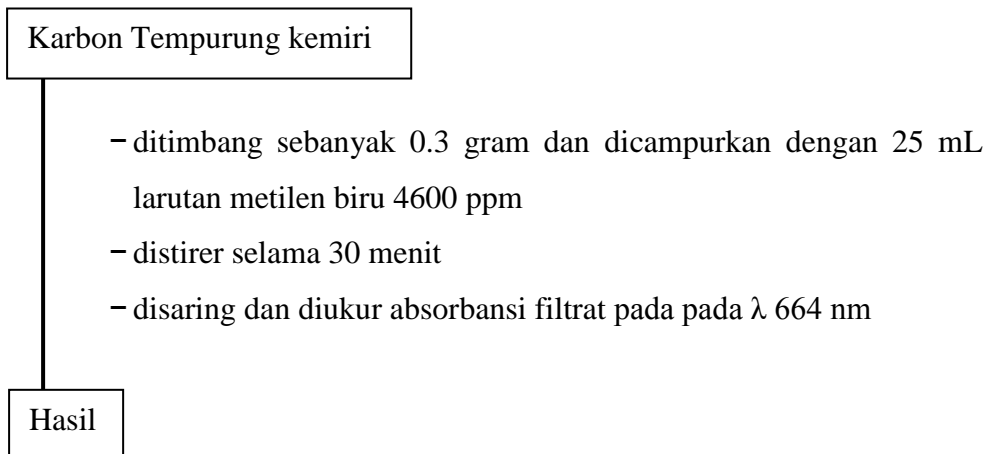 Karbon Tempurung kemiri
− ditimbang sebanyak 0.3 gram dan dicampurkan dengan 25 mL
larutan metilen biru 4600 ppm
− distirer selama 30 menit
− disaring dan diukur absorbansi filtrat pada pada λ 664 nm
Hasil